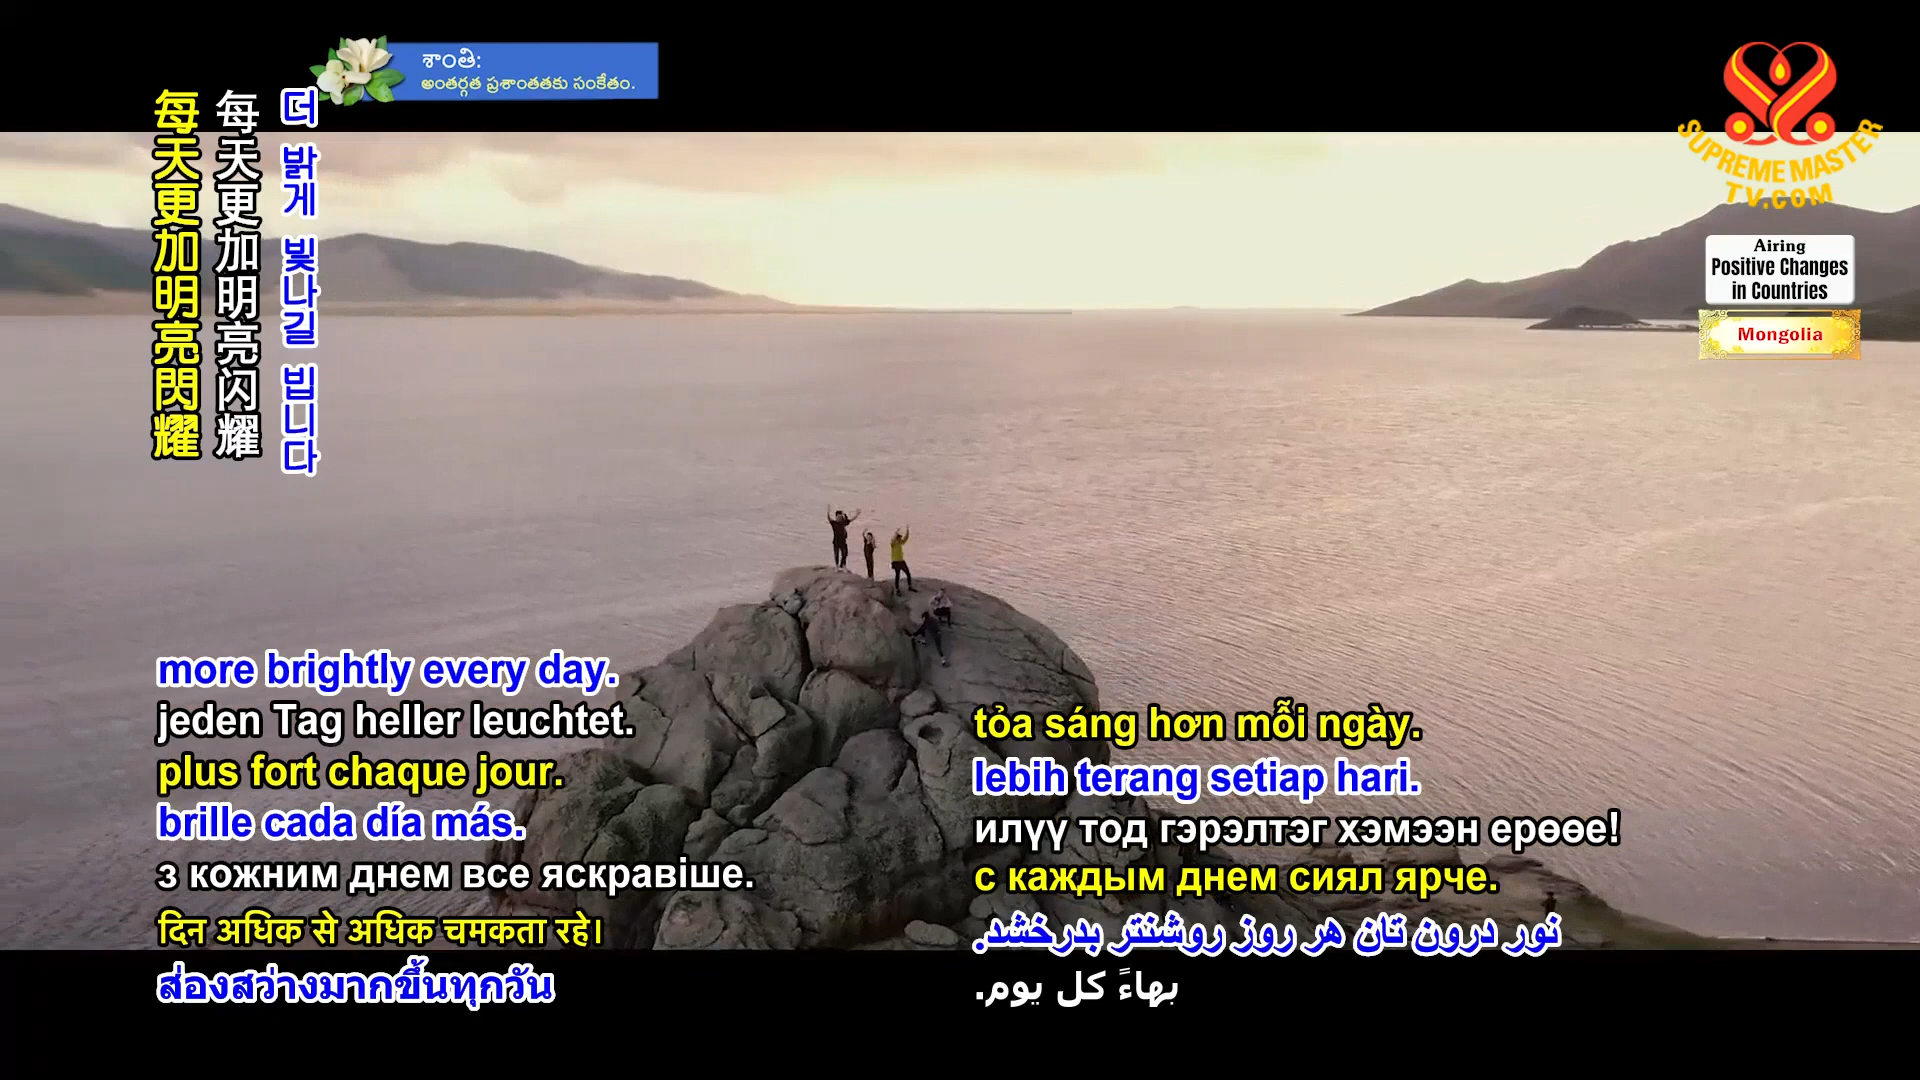 శాంతి:
అంతర్గత ప్రశాంతతకు సంకేతం.
每天更加明亮閃耀
每天更加明亮闪耀
더 밝게 빛나길 빕니다
SUPREME MASTER
TV.COM
Airing
Positive Changes
in Countries
Mongolia
more brightly every day.
jeden Tag heller leuchtet.
plus fort chaque jour.
brille cada día más.
з кожним днем все яскравіше.
दिन अधिक से अधिक चमकता रहे।
ส่องสว่างมากขึ้นทุกวัน
tỏa sáng hơn mỗi ngày.
lebih terang setiap hari.
илүү тод гэрэлтэг хэмээн ерөөе!
с каждым днем сиял ярче.
نور درون تان هر روز روشنتر بدرخشد.
بهاءً كل يوم.